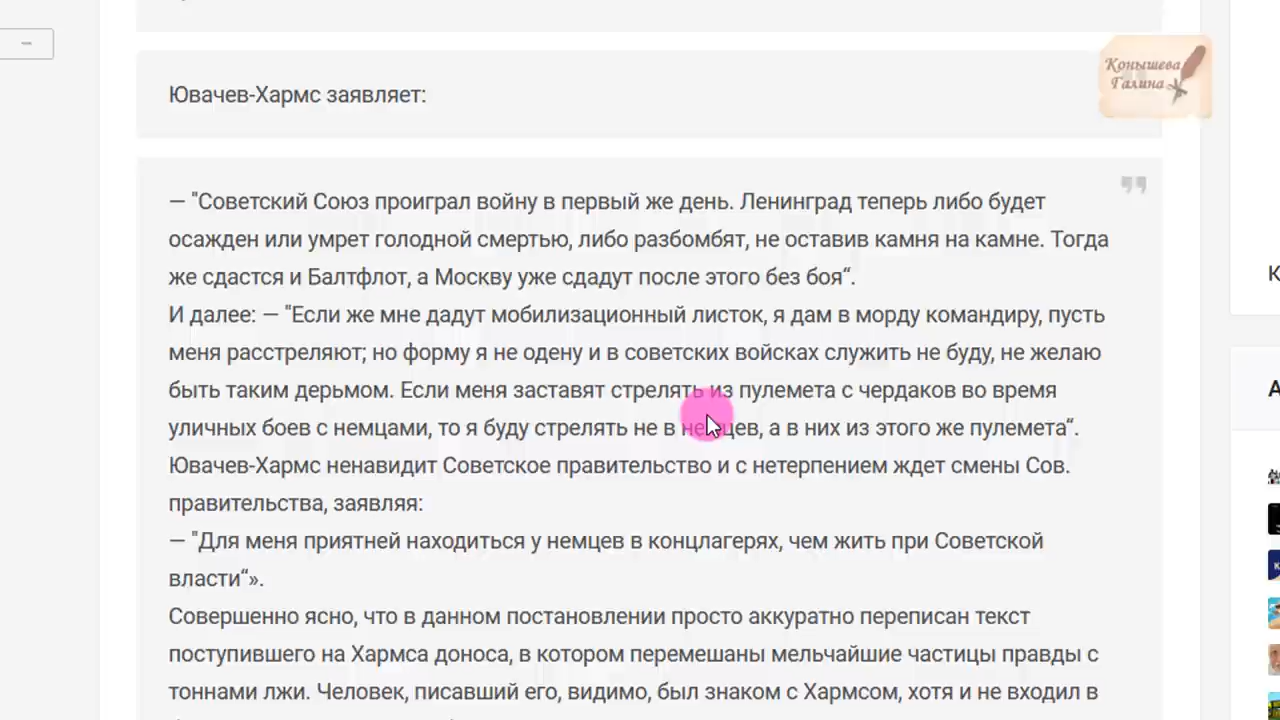 Конышева
Галина
Ювачев-Хармс заявляет:
— "Советский Союз проиграл войну в первый же день. Ленинград теперь либо будет
осажден или умрет голодной смертью, либо разбомбят, не оставив камня на камне. Тогда
же сдастся и Балтфлот, а Москву уже сдадут после этого без боя“.
И далее: — "Если же мне дадут мобилизационный листок, я дам в морду командиру, пусть
меня расстреляют; но форму я не одену и в советских войсках служить не буду, не желаю
быть таким дерьмом. Если меня заставят стрелять из пулемета с чердаков во время
уличных боев с немцами, то я буду стрелять не в немцев, а в них из этого же пулемета“.
Ювачев-Хармс ненавидит Советское правительство и с нетерпением ждет смены Сов.
правительства, заявляя:
— "Для меня приятней находиться у немцев в концлагерях, чем жить при Советской
власти“».
Совершенно ясно, что в данном постановлении просто аккуратно переписан текст
поступившего на Хармса доноса, в котором перемешаны мельчайшие частицы правды с
тоннами лжи. Человек, писавший его, видимо, был знаком с Хармсом, хотя и не входил в